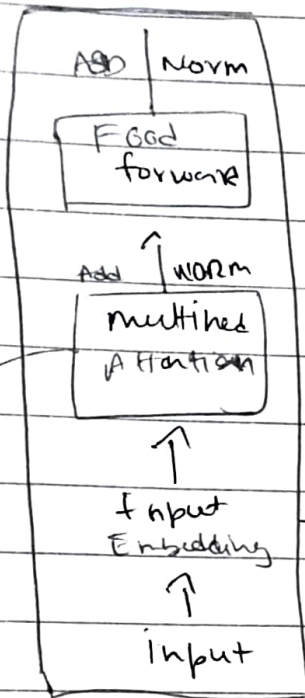 Add Norm
Feed
forward
Add Norm
multihed
Attention
Input
Embedding
input